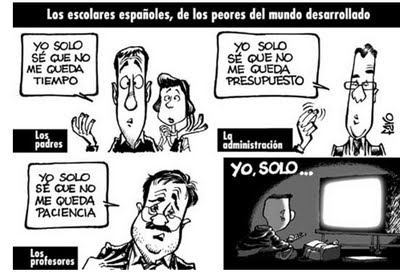 Los escolares españoles, de los peores del mundo desarrollado
YO SOLO
SÉ QUE NO
ME QUEDA
TIEMPO
Los
padres
YO SOLO
SÉ QUE NO
ME QUEDA
PRESUPUESTO
La
administración
YO SOLO
SÉ QUE NO
ME QUEDA
PACIENCIA
Los
profesores
YO, SOLO...